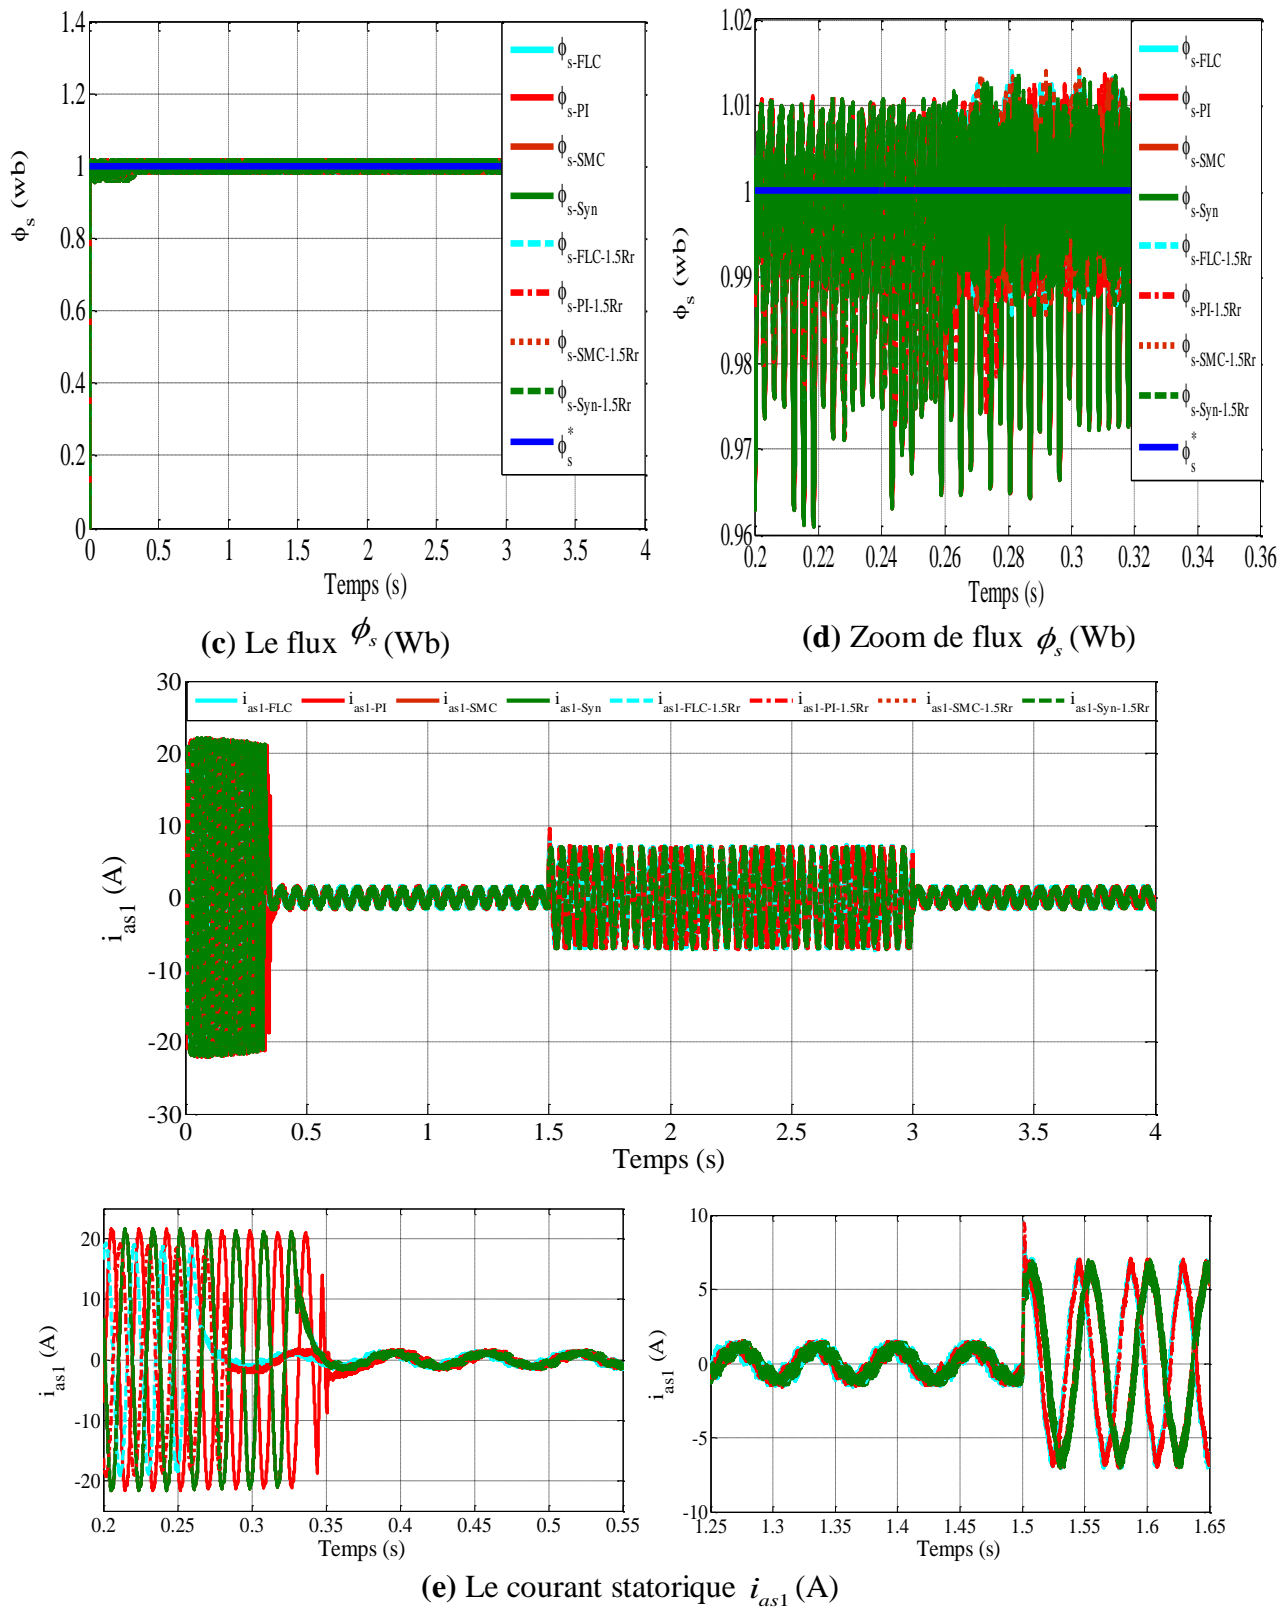 1.4
1.2
1
0.8
0.6
0.4
0.2
0
ϕs (wb)
0 0.5 1 1.5 2 2.5 3 3.5 4
Temps (s)
ϕs-FLC
ϕs-PI
ϕs-SMC
ϕs-Syn
ϕs-FLC-1.5Rr
ϕs-PI-1.5Rr
ϕs-SMC-1.5Rr
ϕs-Syn-1.5Rr
ϕs*
(c) Le flux ϕs (Wb)
1.02
1.01
1
0.99
0.98
0.97
0.96
ϕs (wb)
0.2 0.22 0.24 0.26 0.28 0.3 0.32 0.34 0.36
Temps (s)
ϕs-FLC
ϕs-PI
ϕs-SMC
ϕs-Syn
ϕs-FLC-1.5Rr
ϕs-PI-1.5Rr
ϕs-SMC-1.5Rr
ϕs-Syn-1.5Rr
ϕs*
(d) Zoom de flux ϕs (Wb)
ias1-FLC ias1-PI ias1-SMC ias1-Syn ias1-FLC-1.5Rr ias1-PI-1.5Rr ias1-SMC-1.5Rr ias1-Syn-1.5Rr
30
20
10
0
-10
-20
-30
ias1 (A)
0 0.5 1 1.5 2 2.5 3 3.5 4
Temps (s)
20
10
0
-10
-20
ias1 (A)
0.2 0.25 0.3 0.35 0.4 0.45 0.5 0.55
Temps (s)
10
5
0
-5
-10
ias1 (A)
1.25 1.3 1.35 1.4 1.45 1.5 1.55 1.6 1.65
Temps (s)
(e) Le courant statorique ias1 (A)